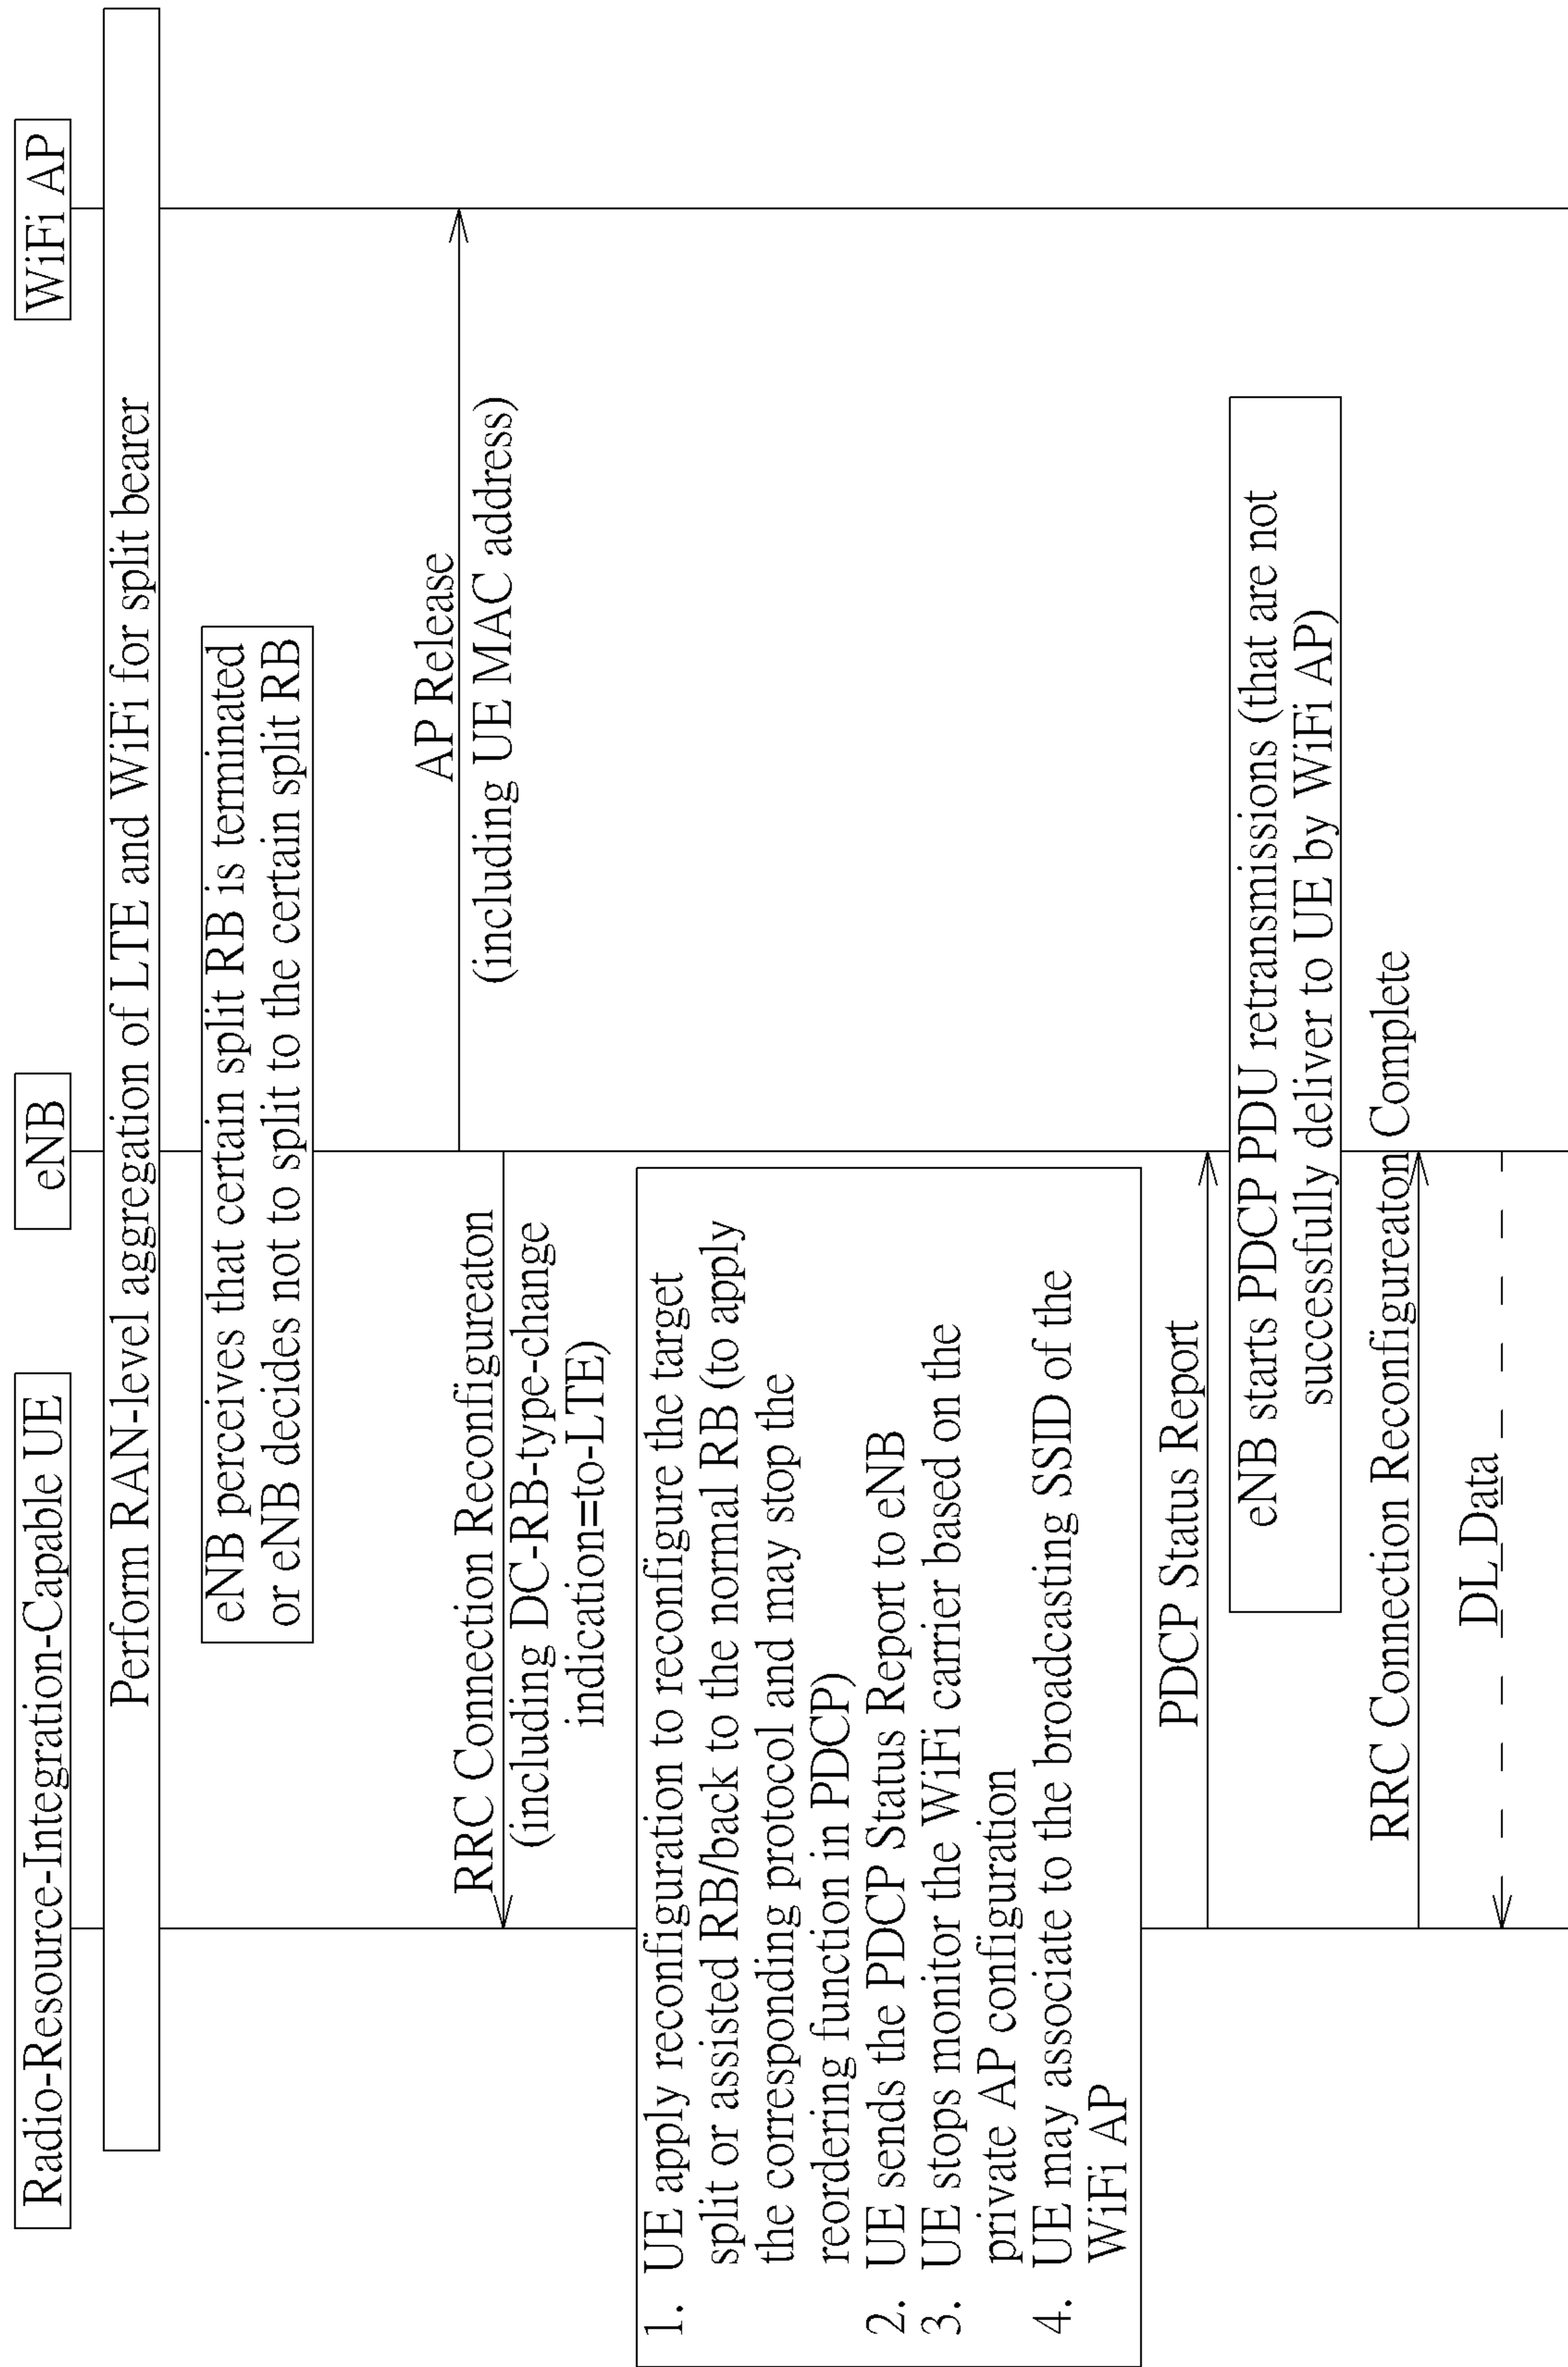 Radio-Resource-Integration-Capable UE
eNB
WiFi AP
Perform RAN-level aggregation of LTE and WiFi for split bearer
eNB perceives that certain split RB is terminated
or eNB decides not to split to the certain split RB
AP Release
(including UE MAC address)
RRC Connection Reconfigureaton
(including DC-RB-type-change
indication=to-LTE)
1. UE apply reconfiguration to reconfigure the target
split or assisted RB/back to the normal RB (to apply
the corresponding protocol and may stop the
reordering function in PDCP)
2. UE sends the PDCP Status Report to eNB
3. UE stops monitor the WiFi carrier based on the
private AP configuration
4. UE may associate to the broadcasting SSID of the
WiFi AP
PDCP Status Report
eNB starts PDCP PDU retransmissions (that are not
successfully deliver to UE by WiFi AP)
RRC Connection Reconfigureaton Complete
DL Data